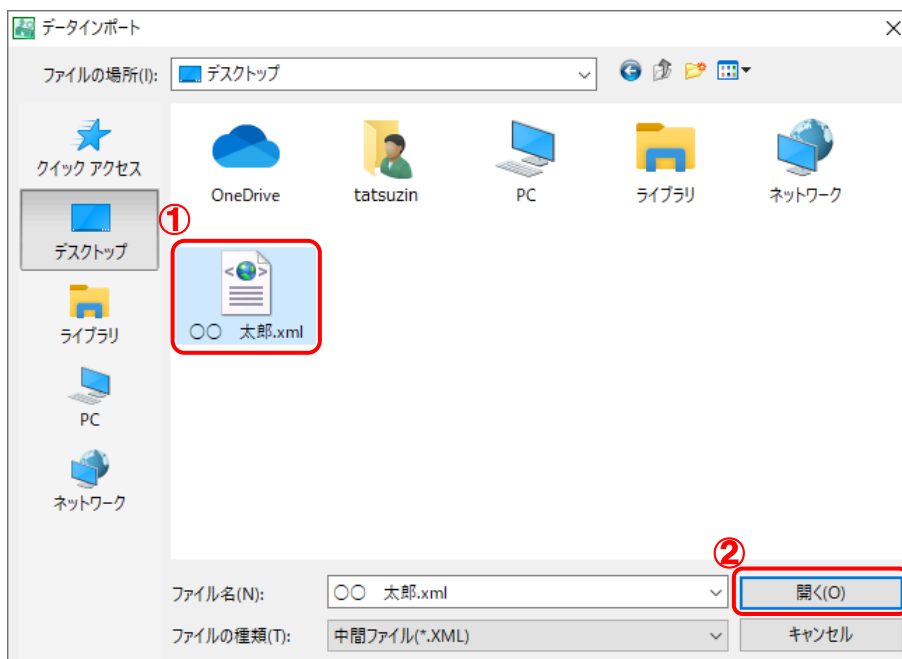 データインポート
ファイルの場所(I): デスクトップ
クイック アクセス
デスクトップ
ライブラリ
PC
ネットワーク
OneDrive tatsuzin PC ライブラリ ネットワーク
①
〇〇　太郎.xml
②
ファイル名(N): 〇〇　太郎.xml 開く(O)
ファイルの種類(T): 中間ファイル(*.XML) キャンセル